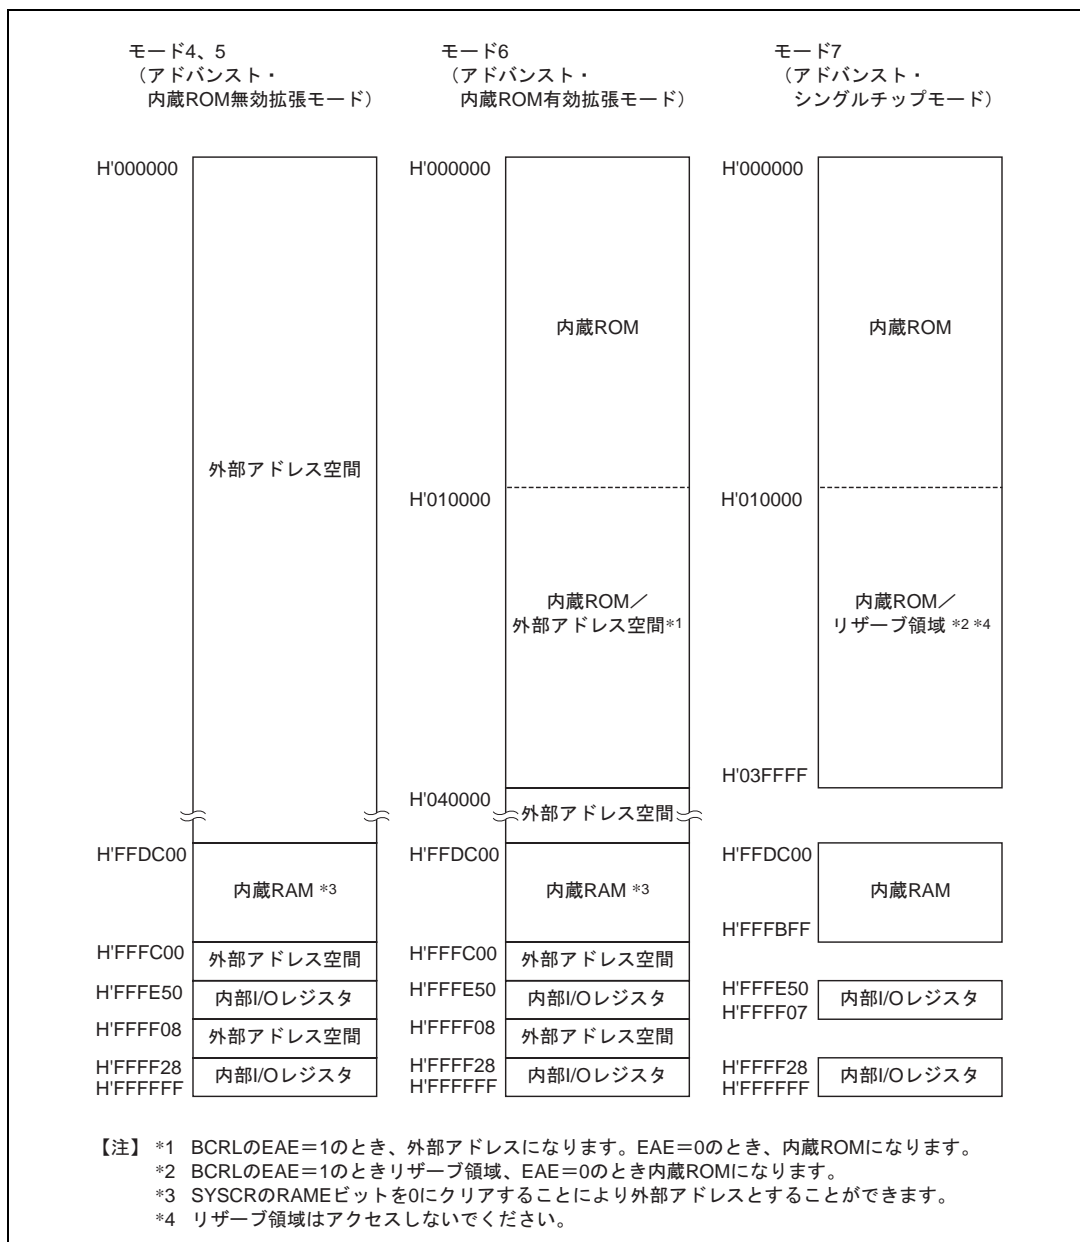 モード4、5
（アドバンスト・
内蔵ROM無効拡張モード）
H'000000
外部アドレス空間
H'FFDC00
内蔵RAM *3
H'FFFC00
外部アドレス空間
H'FFFE50
内部I/Oレジスタ
H'FFFF08
外部アドレス空間
H'FFFF28
内部I/Oレジスタ
H'FFFFFF
モード6
（アドバンスト・
内蔵ROM有効拡張モード）
H'000000
内蔵ROM
H'010000
内蔵ROM／
外部アドレス空間*1
H'040000
外部アドレス空間
H'FFDC00
内蔵RAM *3
H'FFFC00
外部アドレス空間
H'FFFE50
内部I/Oレジスタ
H'FFFF08
外部アドレス空間
H'FFFF28
内部I/Oレジスタ
H'FFFFFF
モード7
（アドバンスト・
シングルチップモード）
H'000000
内蔵ROM
H'010000
内蔵ROM／
リザーブ領域 *2 *4
H'03FFFF
H'FFDC00
内蔵RAM
H'FFFBFF
H'FFFE50
内部I/Oレジスタ
H'FFFF07
H'FFFF28
内部I/Oレジスタ
H'FFFFFF
【注】 *1 BCRLのEAE＝1のとき、外部アドレスになります。EAE＝0のとき、内蔵ROMになります。
*2 BCRLのEAE＝1のときリザーブ領域、EAE＝0のとき内蔵ROMになります。
*3 SYSCRのRAMEビットを0にクリアすることにより外部アドレスとすることができます。
*4 リザーブ領域はアクセスしないでください。